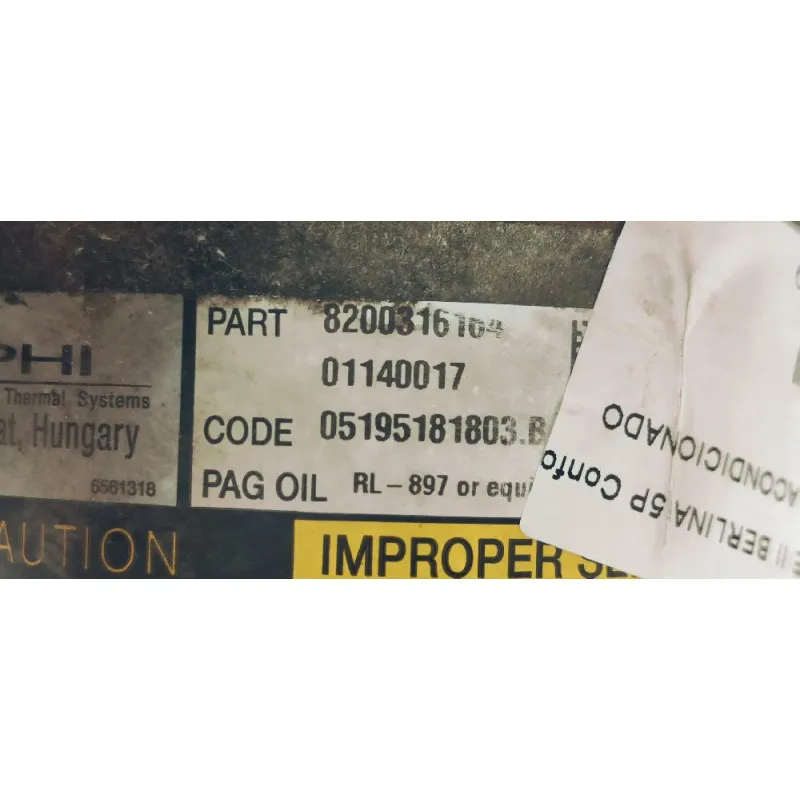 PHI
Thermal Systems
at, Hungary
6561318
PART 8200316164
01140017
CODE 05195181803.B
PAG OIL RL-897 or equi
AUTION
IMPROPER SE
ACONDICIONADO
E II BERLINA 5P Confo